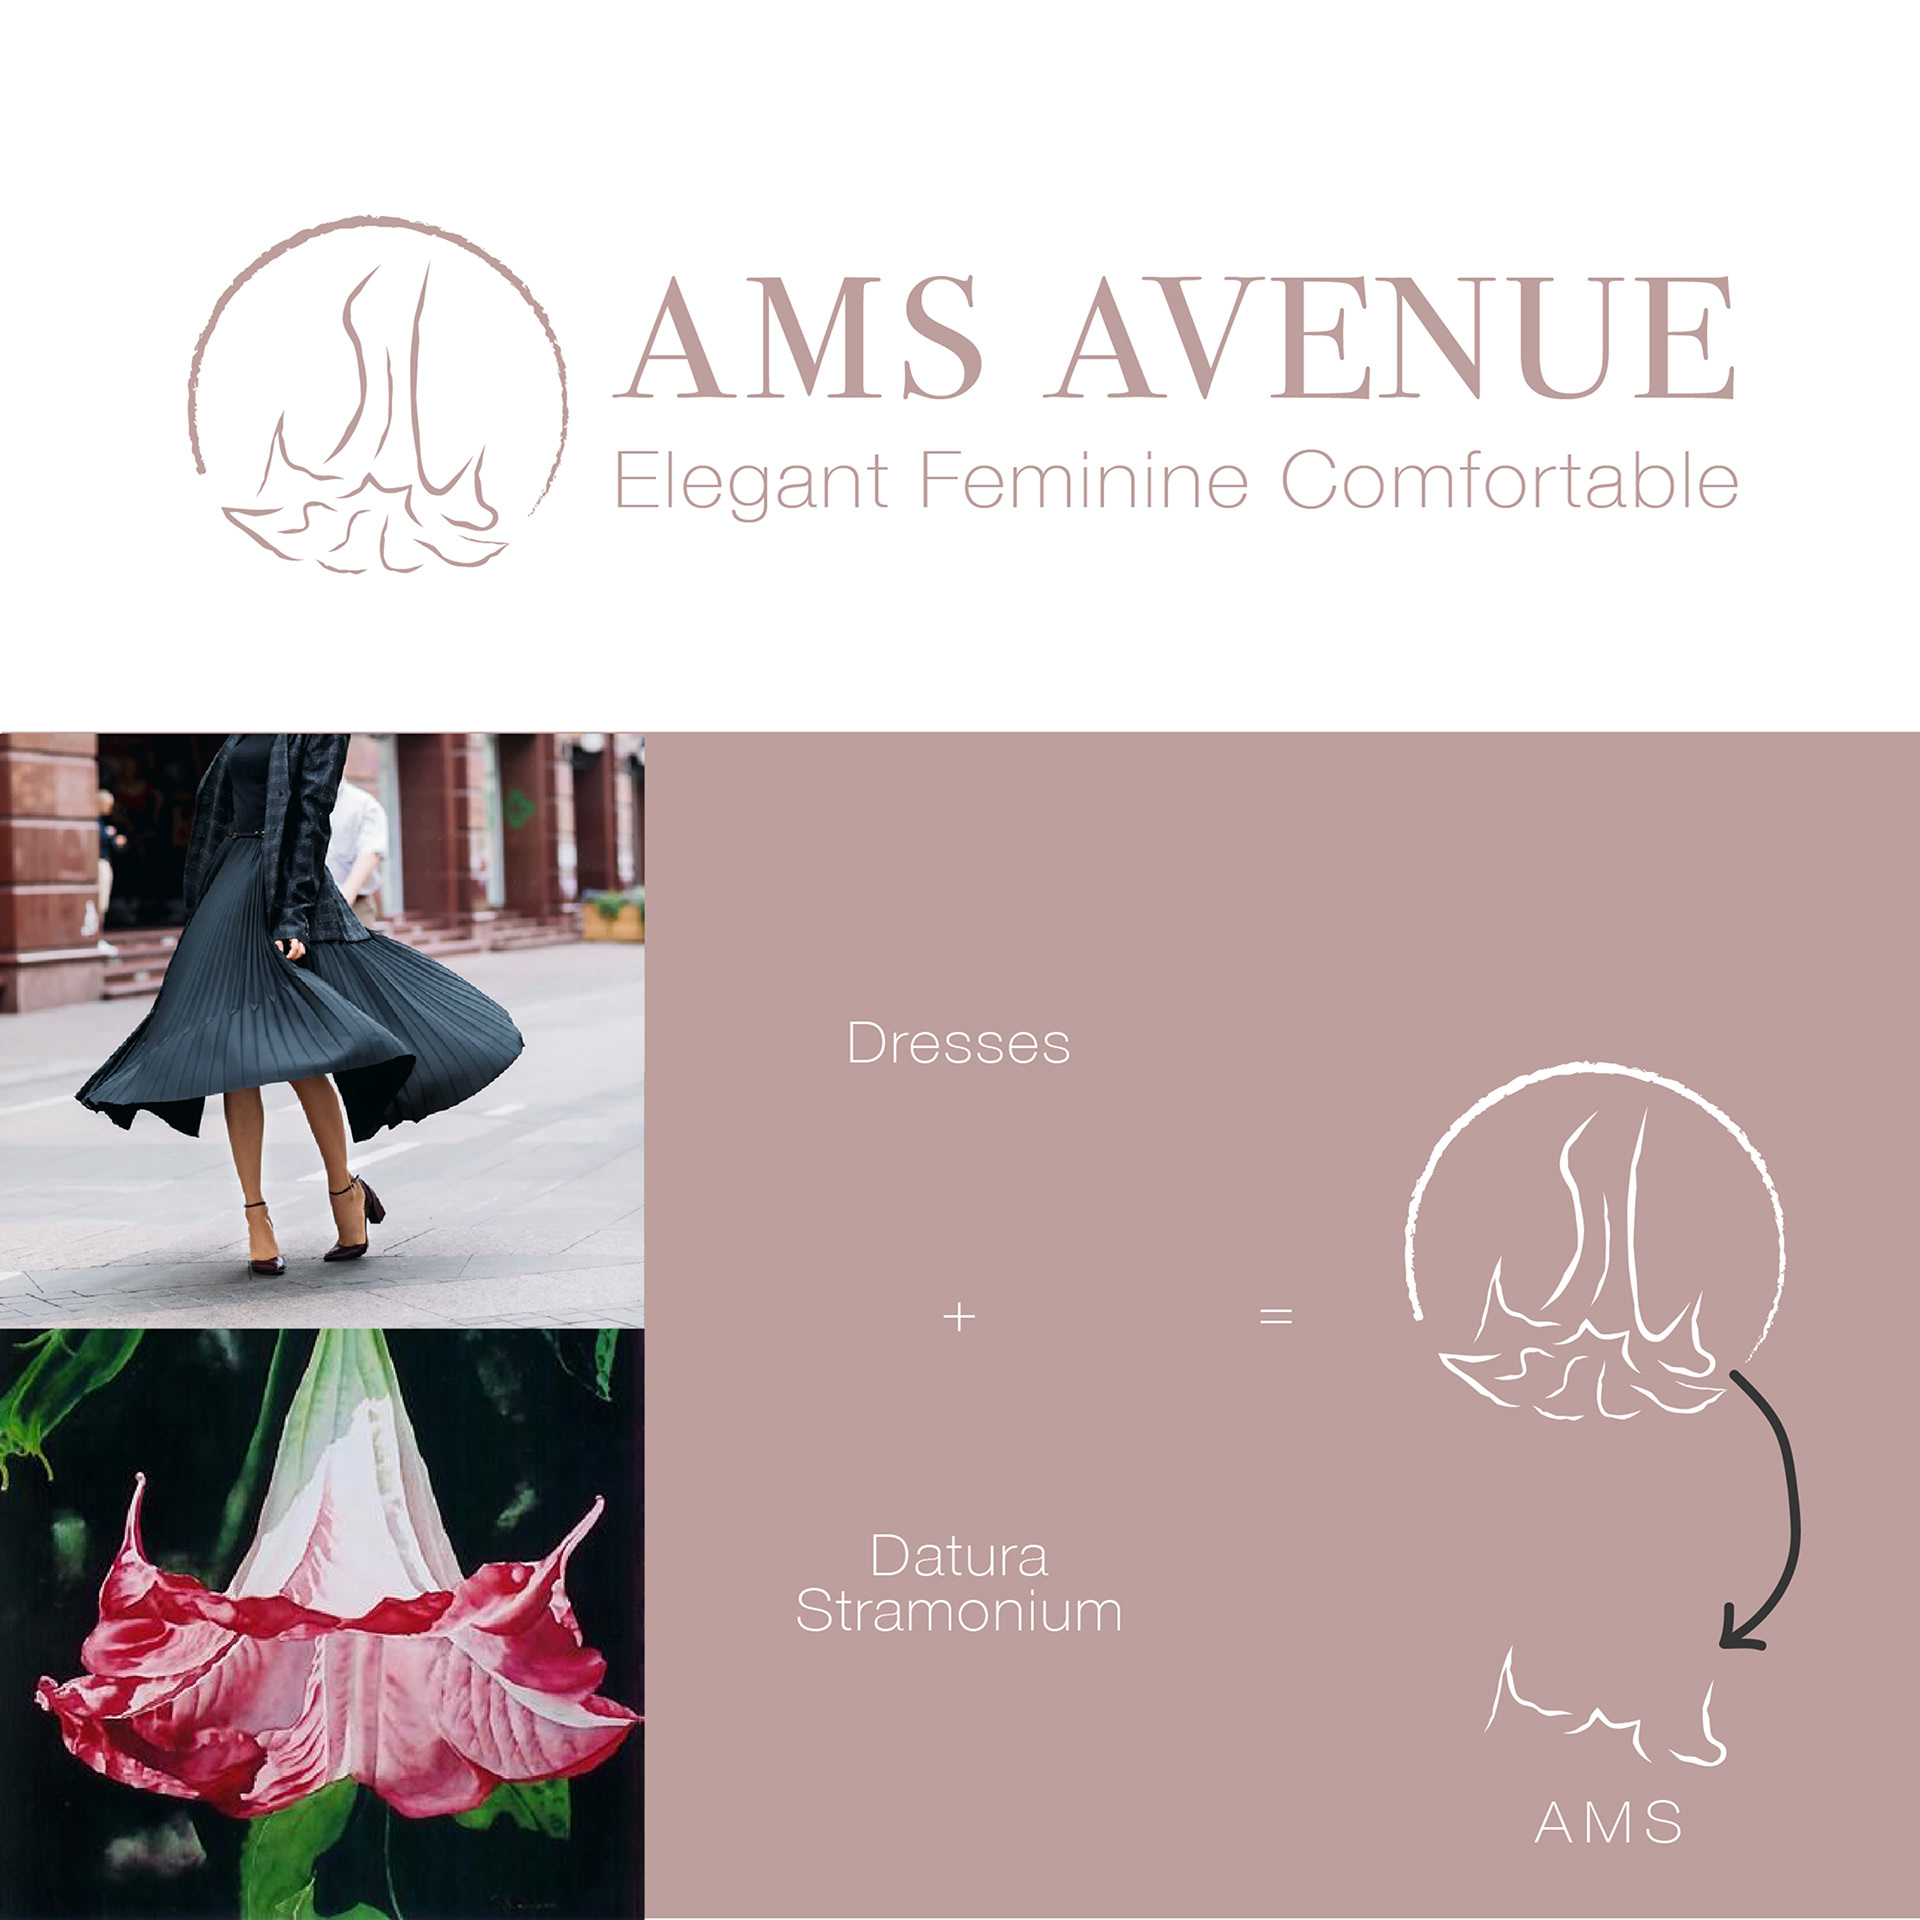 AMS AVENUE
Elegant Feminine Comfortable
Dresses
+
=
Datura
Stramonium
AMS